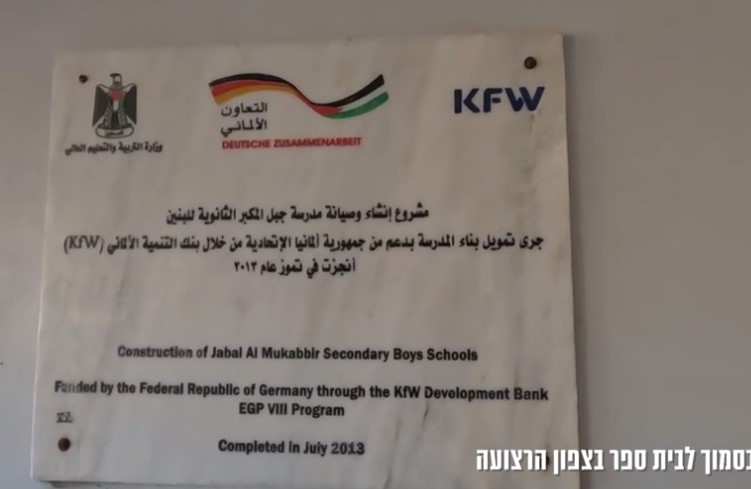 وزارة التربية والتعليم العالي
التعاون
الألماني
DEUTSCHE ZUSAMMENARBEIT
KFW
مشروع إنشاء وصيانة مدرسة جبل المكبر الثانوية للبنين
جرى تمويل بناء المدرسة بدعم من جمهورية ألمانيا الإتحادية من خلال بنك التنمية الألماني (KfW)
أنجزت في تموز عام ٢٠١٣
Construction of Jabal Al Mukabbir Secondary Boys Schools
Funded by the Federal Republic of Germany through the KfW Development Bank
EGP VIII Program
Completed in July 2013
בסמוך לבית ספר בצפון הרצועה